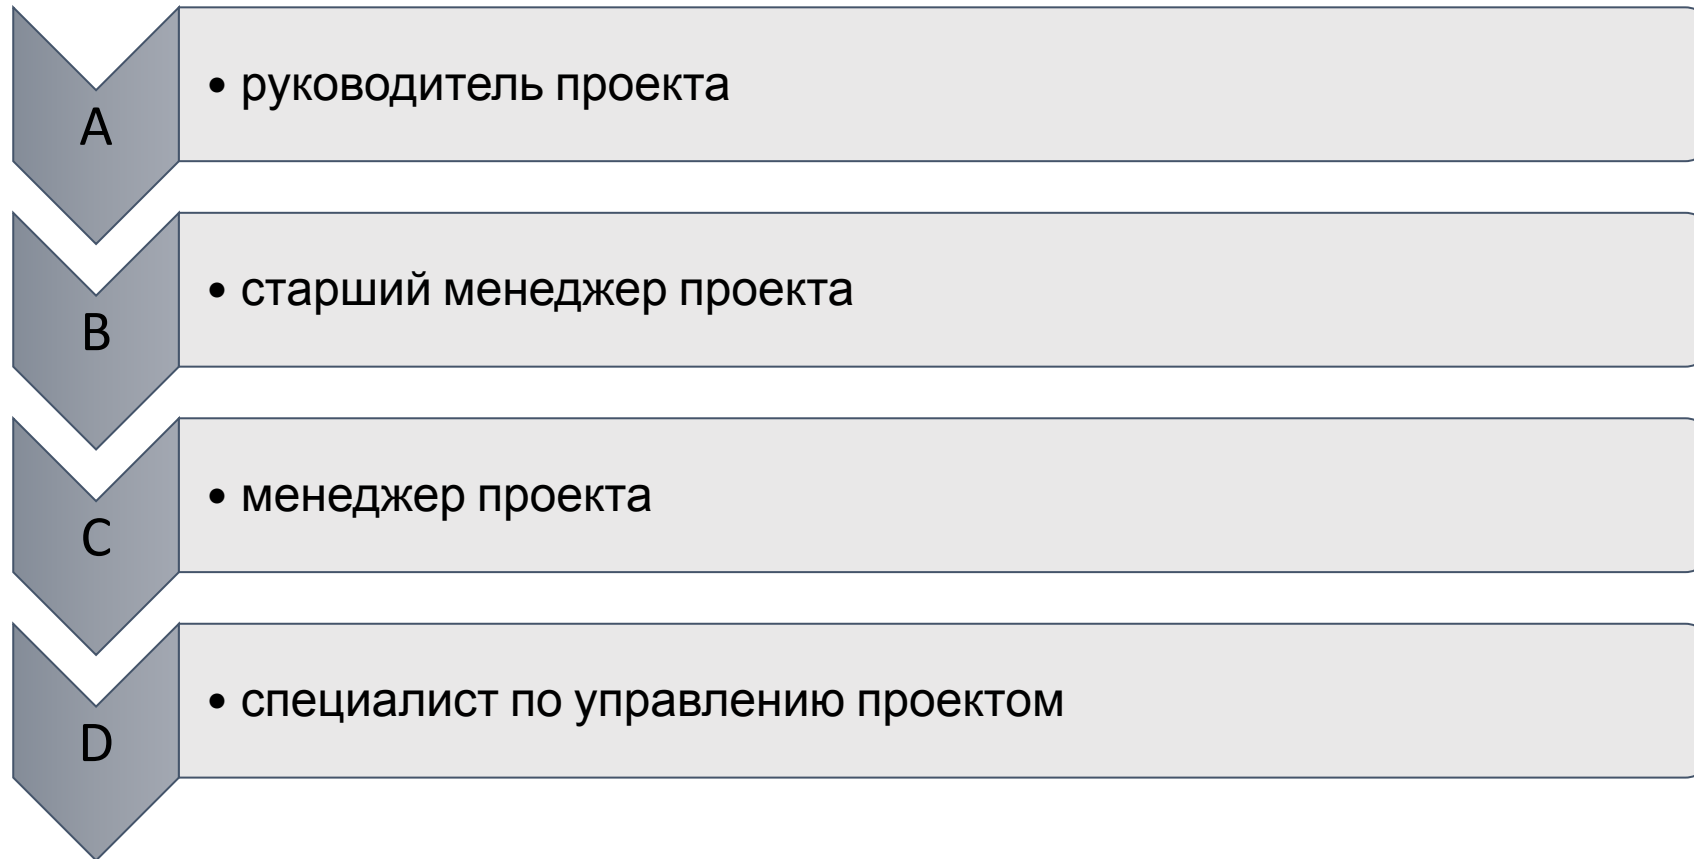 A
• руководитель проекта
B
• старший менеджер проекта
C
• менеджер проекта
D
• специалист по управлению проектом